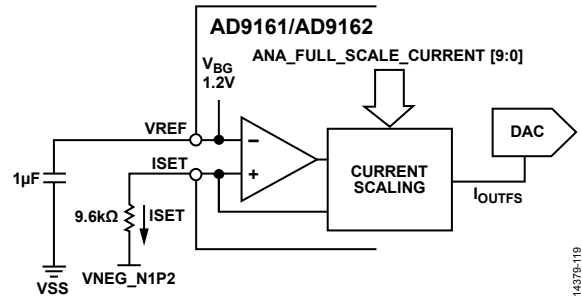 AD9161/AD9162
ANA_FULL_SCALE_CURRENT [9:0]
VBG
1.2V
VREF
ISET
−
+
CURRENT
SCALING
DAC
IOUTFS
1µF
9.6kΩ
ISET
VSS
VNEG_N1P2
14379-119